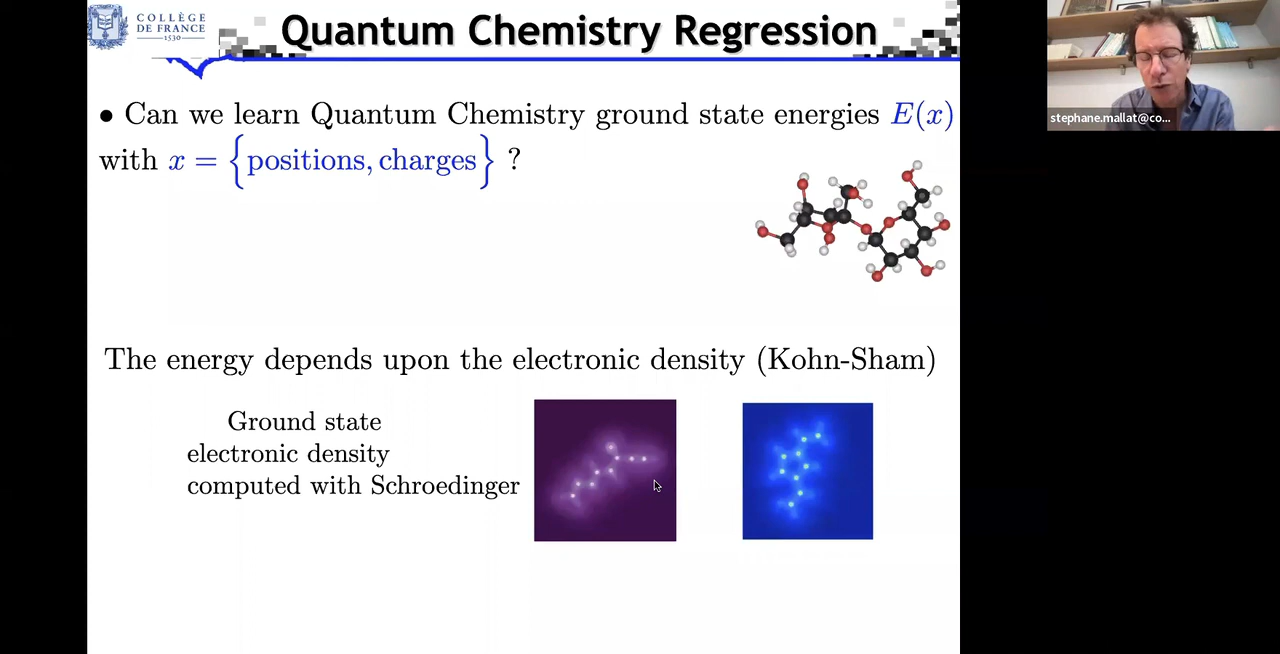 COLLÈGE
DE FRANCE
1530
Quantum Chemistry Regression
• Can we learn Quantum Chemistry ground state energies E(x)
with x = {positions, charges} ?
The energy depends upon the electronic density (Kohn-Sham)
Ground state
electronic density
computed with Schroedinger
stephane.mallat@co...